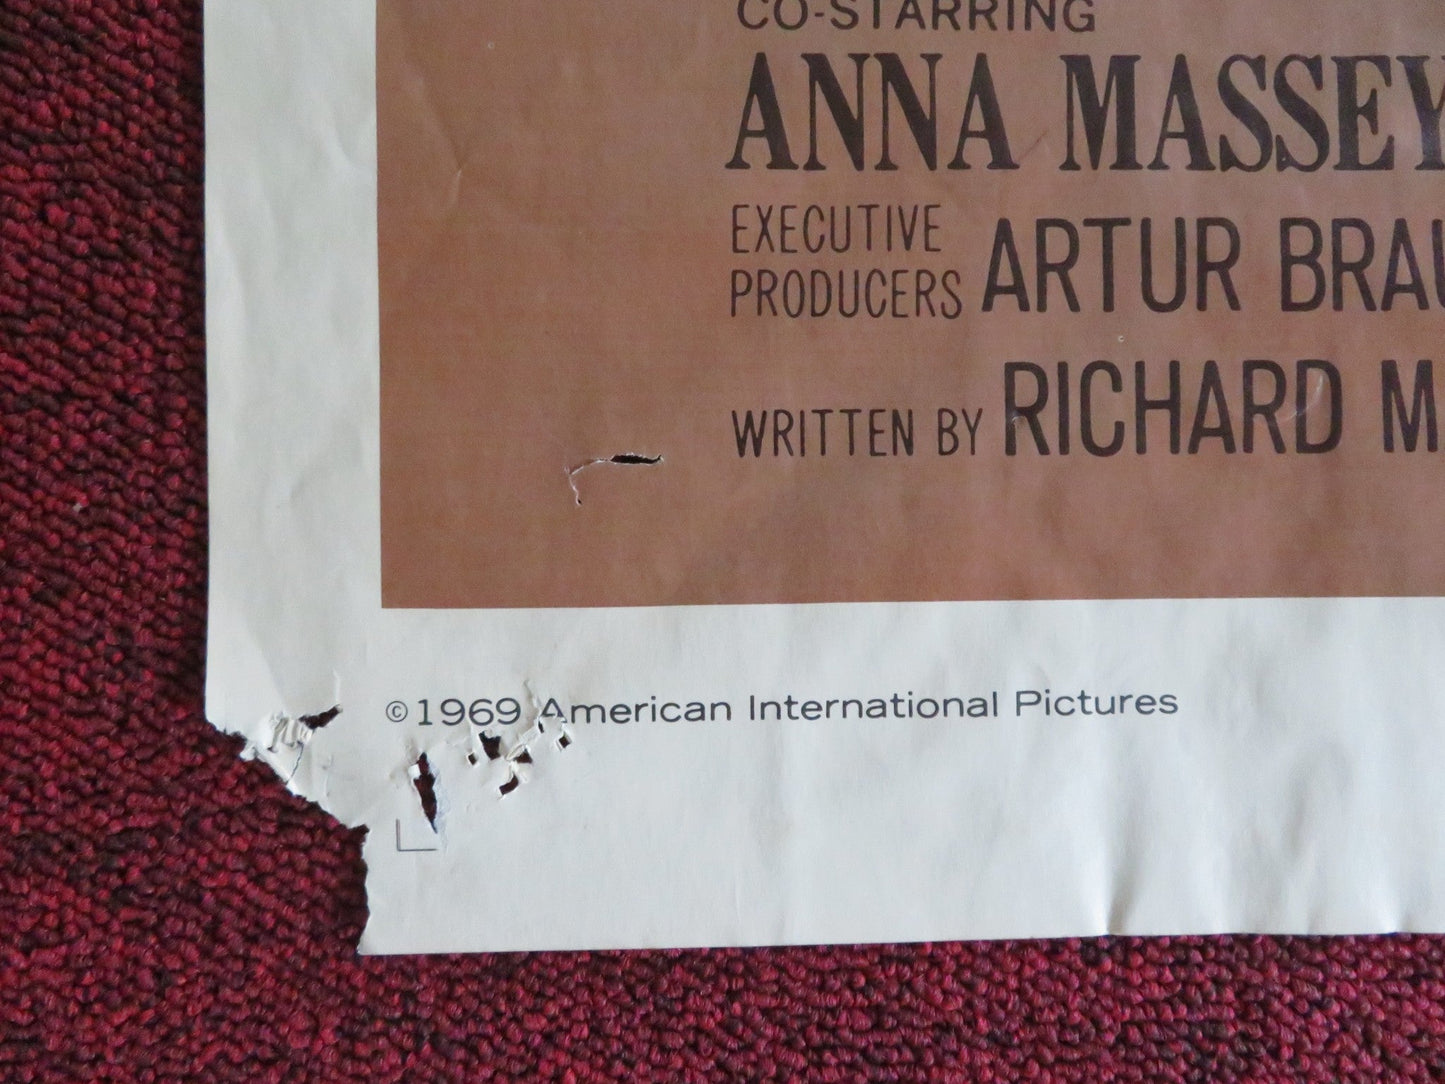 CO-STARRING
ANNA MASSEY
EXECUTIVE
PRODUCERS ARTUR BRAU
WRITTEN BY RICHARD M
©1969 American International Pictures